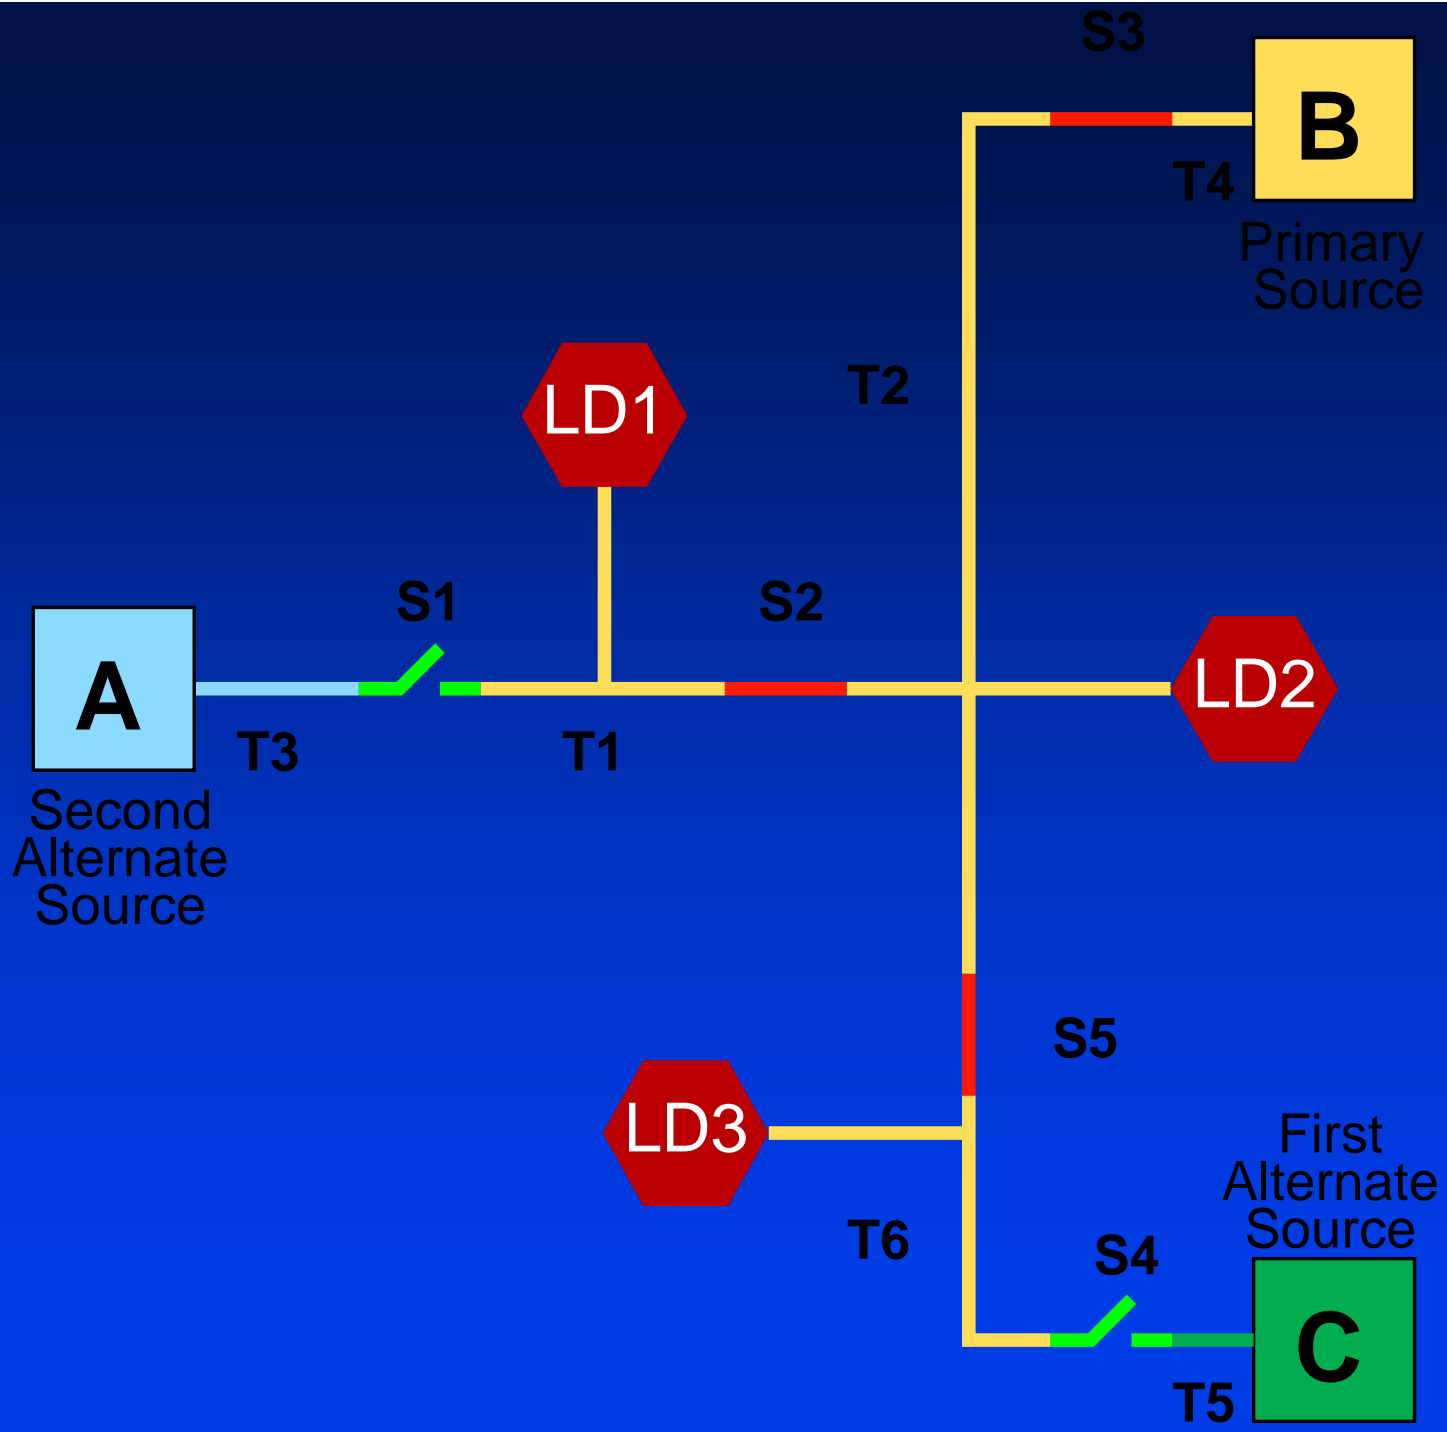 S3
B
T4
Primary
Source
T2
LD1
S1
S2
A
LD2
T3
T1
Second
Alternate
Source
S5
LD3
First
Alternate
Source
T6
S4
C
T5